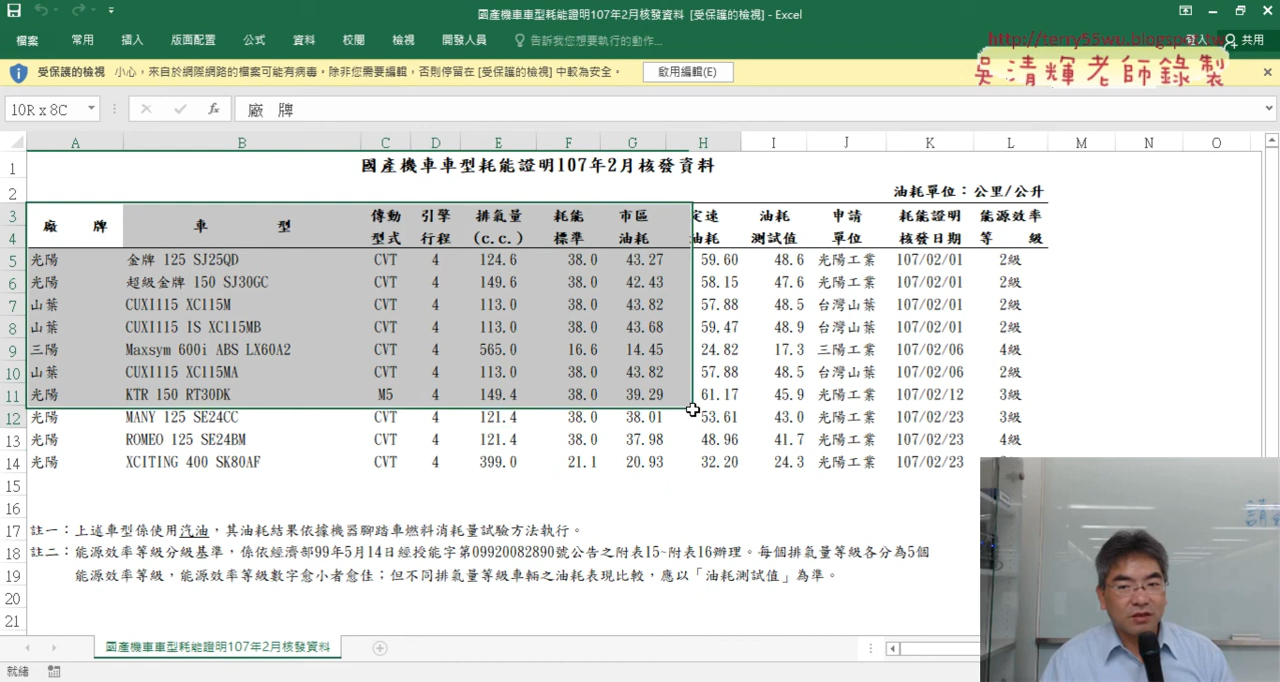 國產機車車型耗能證明107年2月核發資料 [受保護的檢視] - Excel
檔案 常用 插入 版面配置 公式 資料 校閱 檢視 開發人員 告訴我您想要執行的動作... 登入 共用
http://terry55wu.blogspot.tw
吳清輝老師錄製
受保護的檢視 小心，來自於網際網路的檔案可能有病毒。除非您需要編輯，否則停留在 [受保護的檢視] 中較為安全。 啟用編輯(E)
10R x 8C fx 廠 牌
A B C D E F G H I J K L M N O
1 國產機車車型耗能證明107年2月核發資料
2 油耗單位：公里/公升
3 廠 牌 車 型 傳動 引擎 排氣量 耗能 市區 定速 油耗 申請 耗能證明 能源效率
4 型式 行程 (c.c.) 標準 油耗 油耗 測試值 單位 核發日期 等 級
5 光陽 金牌 125 SJ25QD CVT 4 124.6 38.0 43.27 59.60 48.6 光陽工業 107/02/01 2級
6 光陽 超級金牌 150 SJ30GC CVT 4 149.6 38.0 42.43 58.15 47.6 光陽工業 107/02/01 2級
7 山葉 CUXI115 XC115M CVT 4 113.0 38.0 43.82 57.88 48.5 台灣山葉 107/02/01 2級
8 山葉 CUXI115 IS XC115MB CVT 4 113.0 38.0 43.68 59.47 48.9 台灣山葉 107/02/01 2級
9 三陽 Maxsym 600i ABS LX60A2 CVT 4 565.0 16.6 14.45 24.82 17.3 三陽工業 107/02/06 4級
10 山葉 CUXI115 XC115MA CVT 4 113.0 38.0 43.82 57.88 48.5 台灣山葉 107/02/06 2級
11 光陽 KTR 150 RT30DK M5 4 149.4 38.0 39.29 61.17 45.9 光陽工業 107/02/12 3級
12 光陽 MANY 125 SE24CC CVT 4 121.4 38.0 38.01 53.61 43.0 光陽工業 107/02/23 3級
13 光陽 ROMEO 125 SE24BM CVT 4 121.4 38.0 37.98 48.96 41.7 光陽工業 107/02/23 4級
14 光陽 XCITING 400 SK80AF CVT 4 399.0 21.1 20.93 32.20 24.3 光陽工業 107/02/23
15
16
17 註一：上述車型係使用汽油，其油耗結果依據機器腳踏車燃料消耗量試驗方法執行。
18 註二：能源效率等級分級基準，係依經濟部99年5月14日經授能字第09920082890號公告之附表15~附表16辦理。每個排氣量等級各分為5個
19 能源效率等級，能源效率等級數字愈小者愈佳；但不同排氣量等級車輛之油耗表現比較，應以「油耗測試值」為準。
20
21
國產機車車型耗能證明107年2月核發資料
就緒